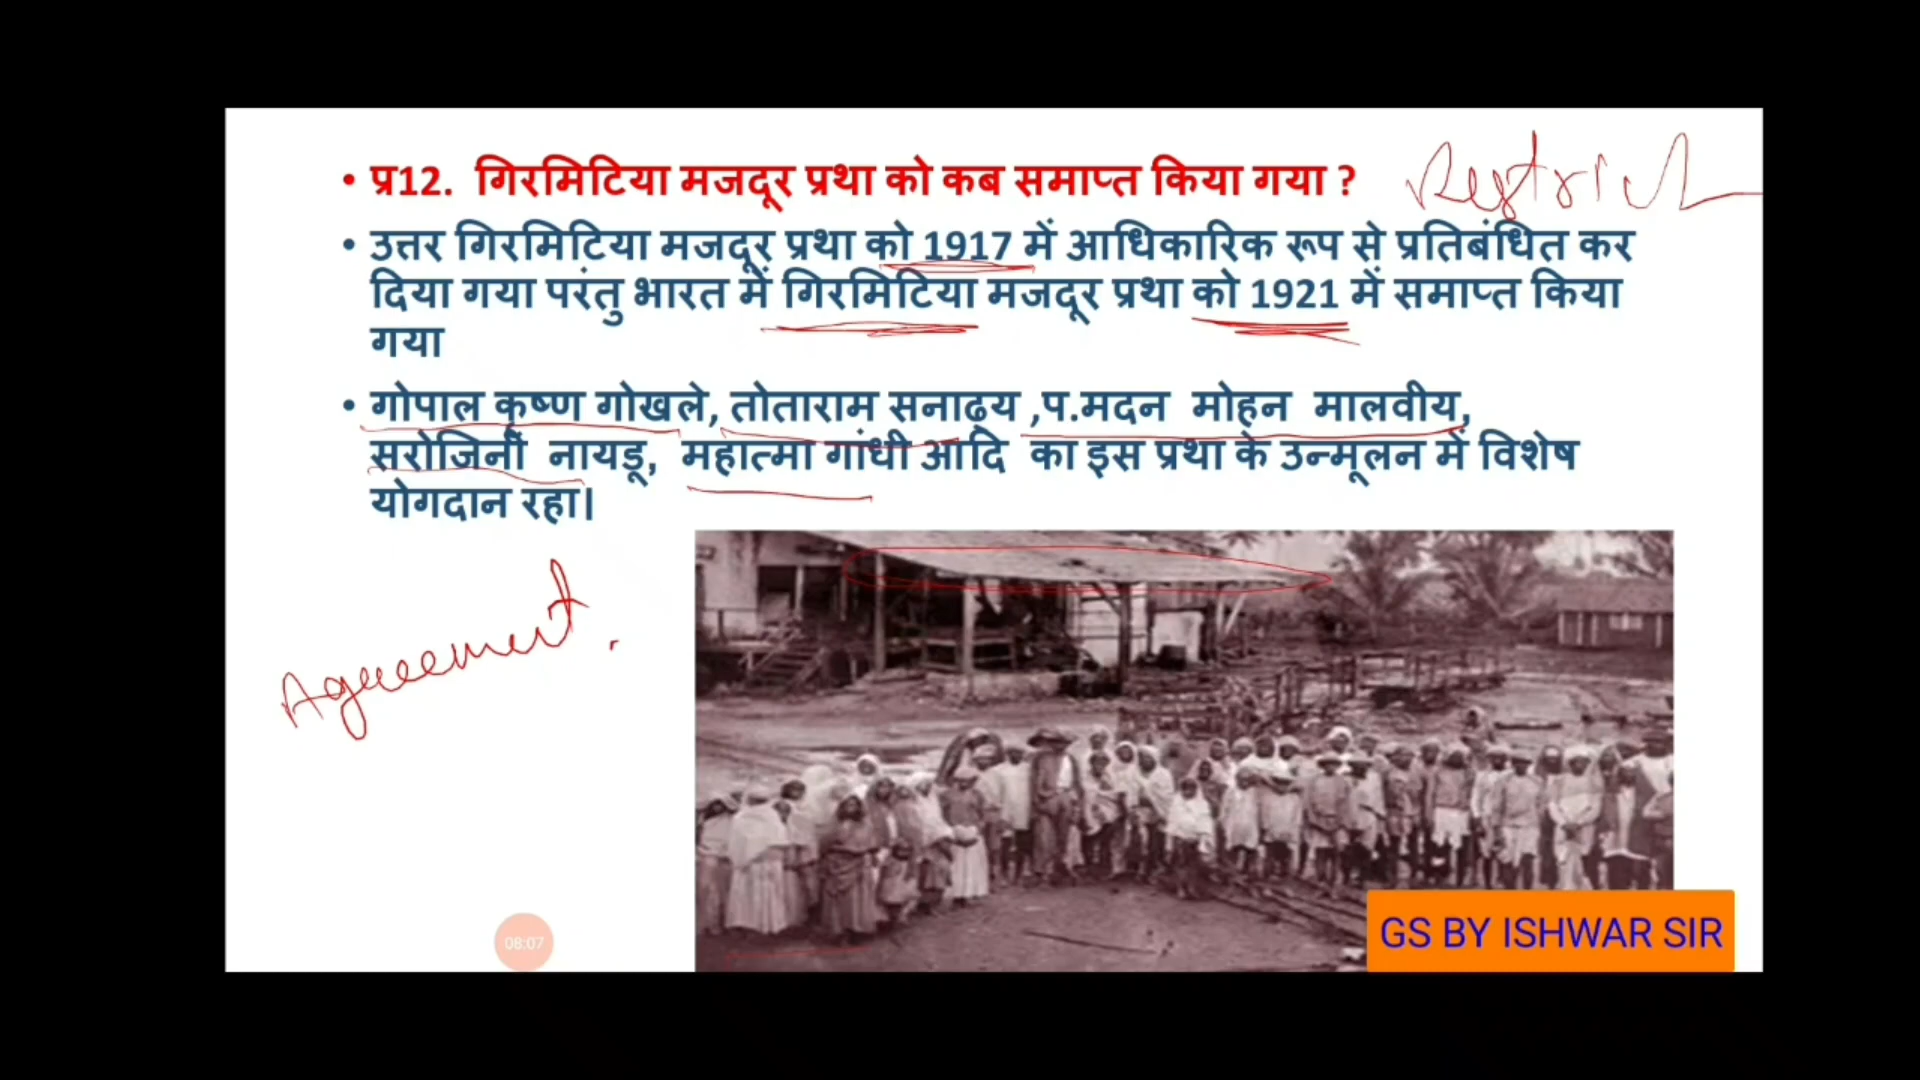 • प्र12. गिरमिटिया मजदूर प्रथा को कब समाप्त किया गया ?
• उत्तर गिरमिटिया मजदूर प्रथा को 1917 में आधिकारिक रूप से प्रतिबंधित कर
दिया गया परंतु भारत में गिरमिटिया मजदूर प्रथा को 1921 में समाप्त किया
गया
• गोपाल कृष्ण गोखले, तोताराम सनाढ्य ,प.मदन मोहन मालवीय,
सरोजिनी नायडू, महात्मा गांधी आदि का इस प्रथा के उन्मूलन में विशेष
योगदान रहा।
Agreement
08:07
GS BY ISHWAR SIR